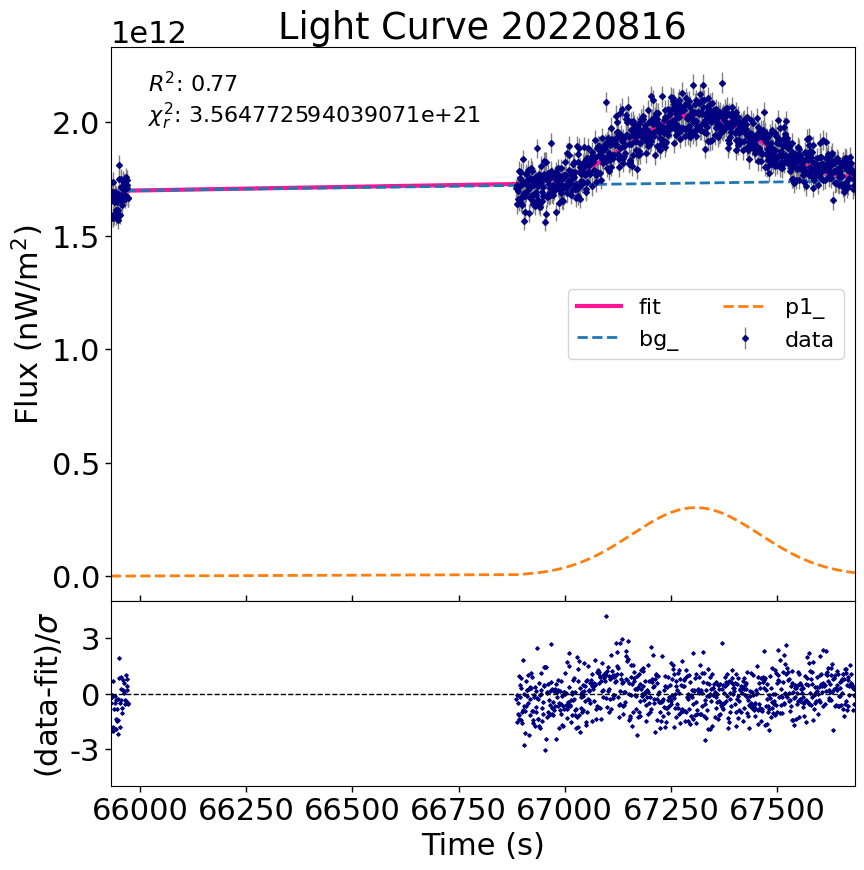 Light Curve 20220816
1e12
R²: 0.77
χ²ᵣ: 3.564772594039071e+21
2.0
1.5
1.0
0.5
0.0
Flux (nW/m²)
fit
bg_
p1_
data
3
0
-3
(data-fit)/σ
66000 66250 66500 66750 67000 67250 67500
Time (s)